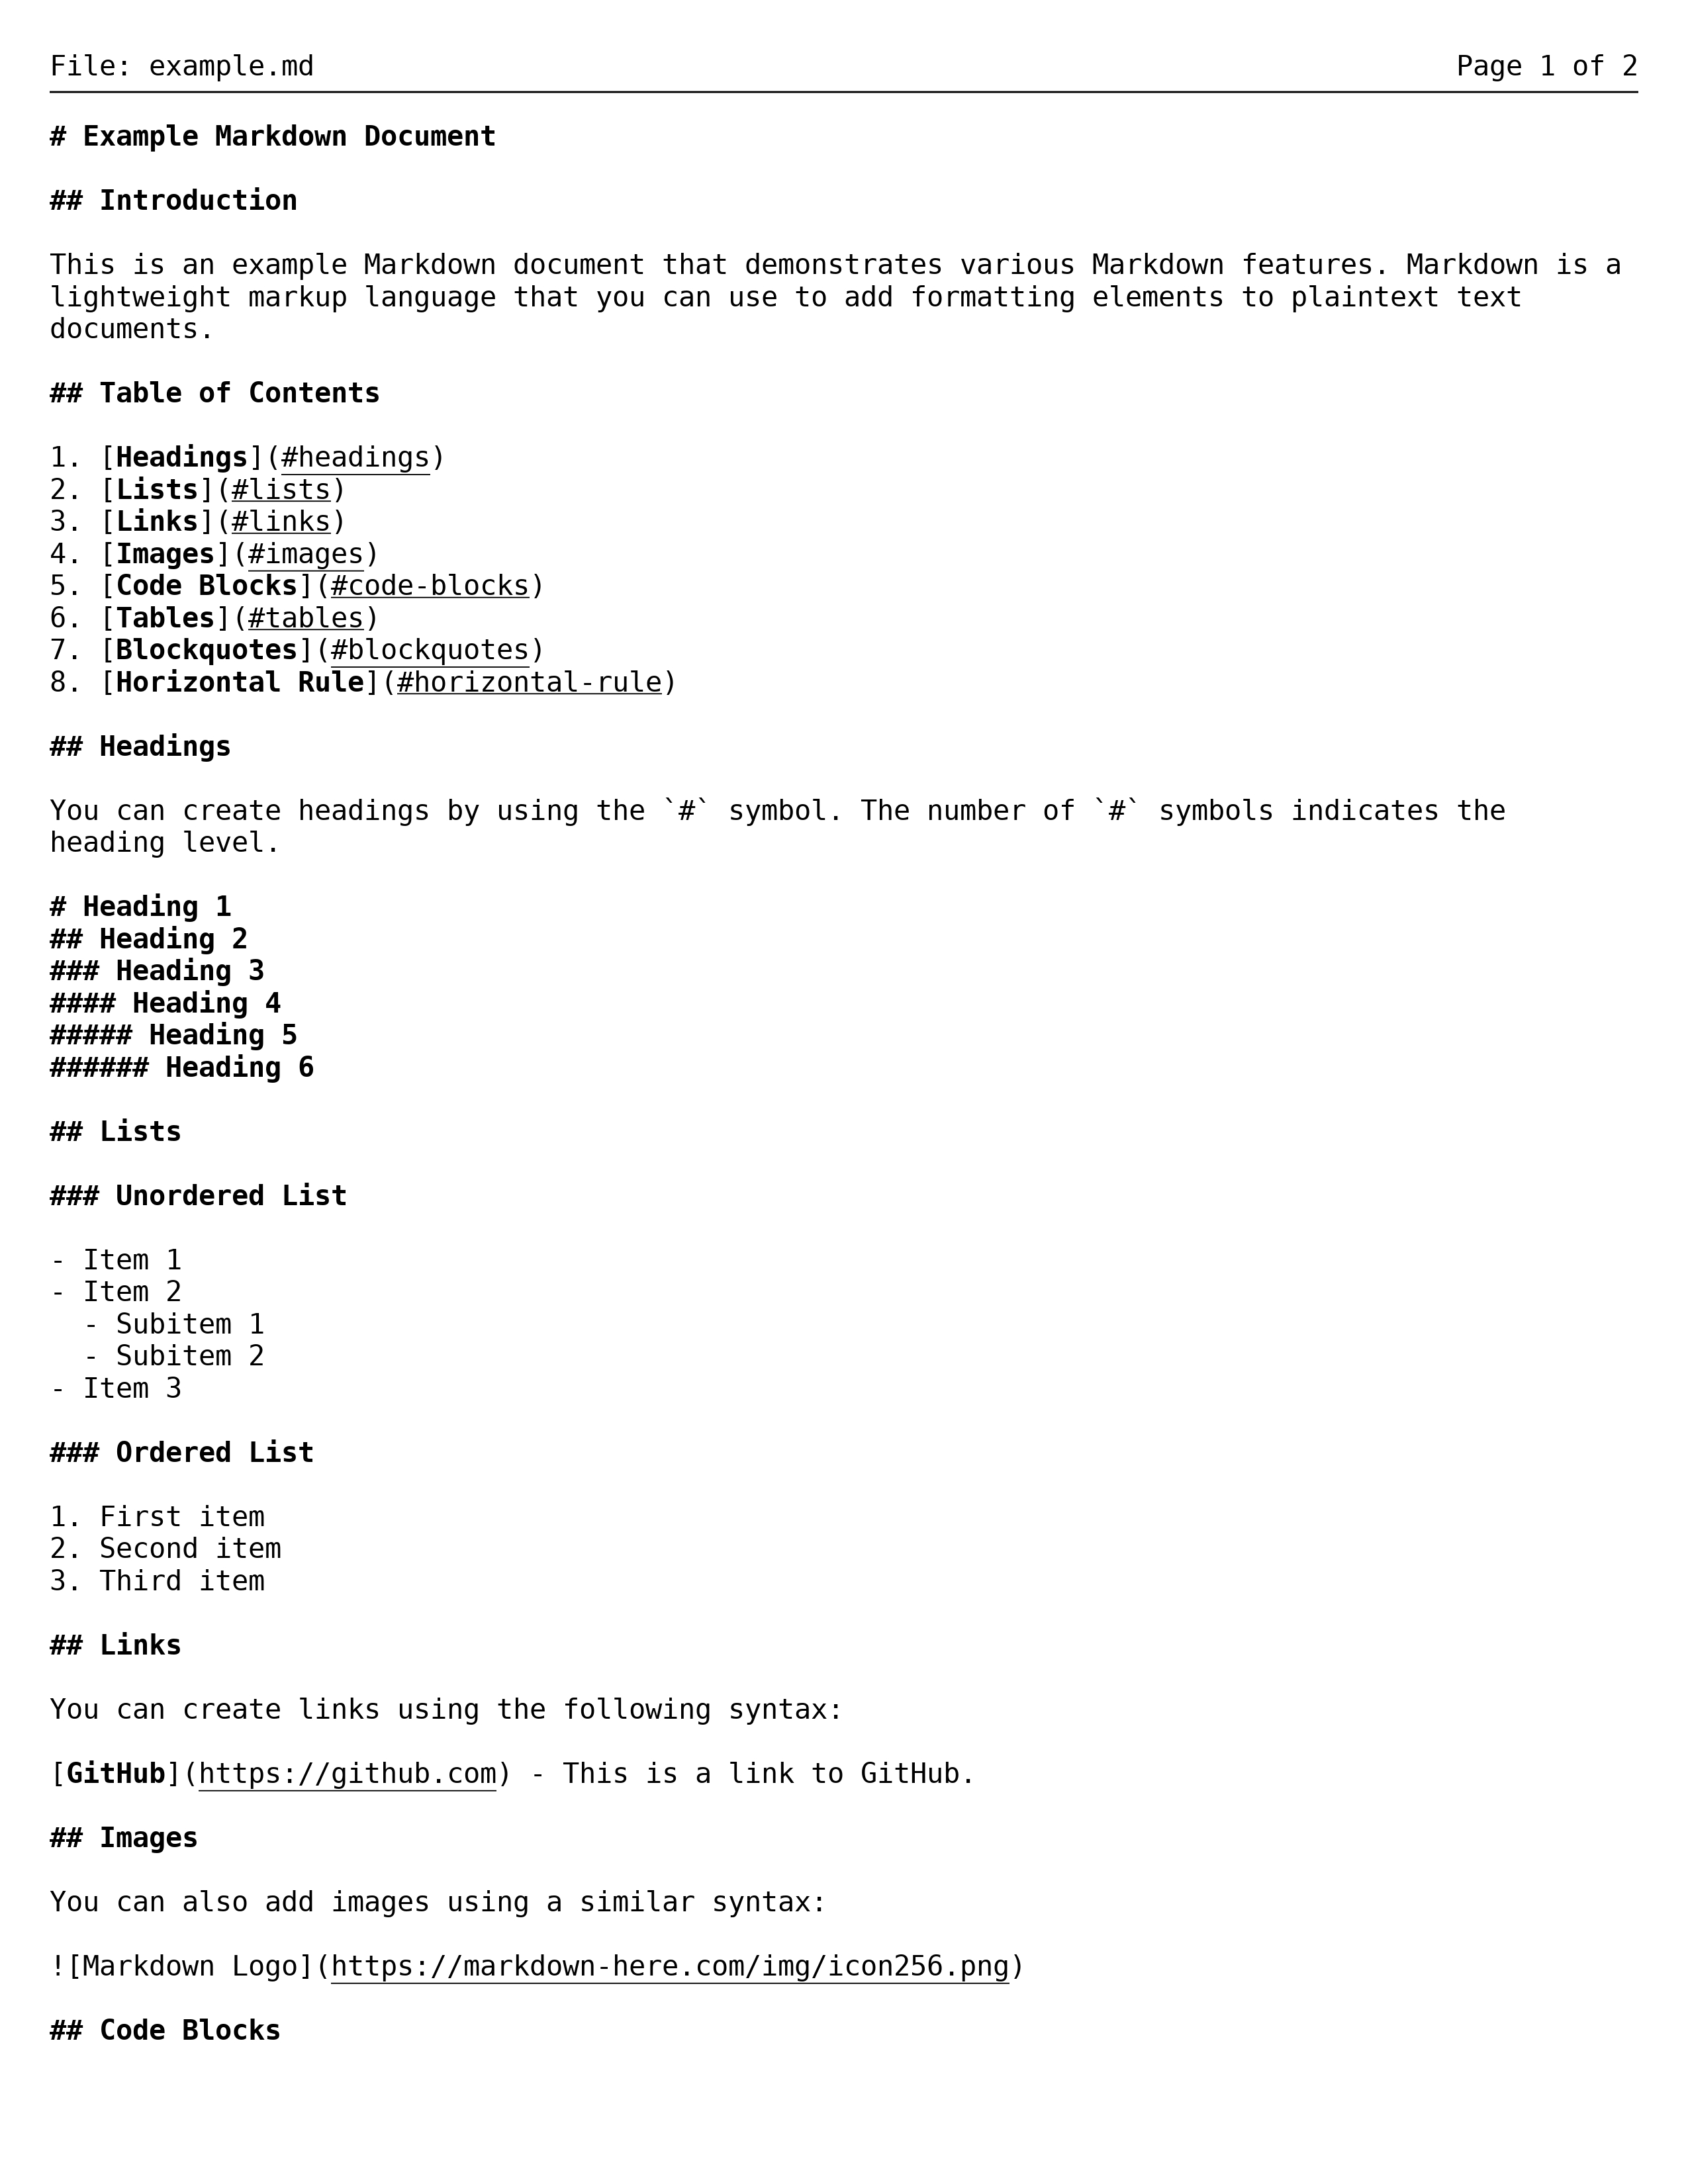 File: example.md Page 1 of 2
# Example Markdown Document
## Introduction
This is an example Markdown document that demonstrates various Markdown features. Markdown is a
lightweight markup language that you can use to add formatting elements to plaintext text
documents.
## Table of Contents
1. [Headings](#headings)
2. [Lists](#lists)
3. [Links](#links)
4. [Images](#images)
5. [Code Blocks](#code-blocks)
6. [Tables](#tables)
7. [Blockquotes](#blockquotes)
8. [Horizontal Rule](#horizontal-rule)
## Headings
You can create headings by using the `#` symbol. The number of `#` symbols indicates the
heading level.
# Heading 1
## Heading 2
### Heading 3
#### Heading 4
##### Heading 5
###### Heading 6
## Lists
### Unordered List
- Item 1
- Item 2
  - Subitem 1
  - Subitem 2
- Item 3
### Ordered List
1. First item
2. Second item
3. Third item
## Links
You can create links using the following syntax:
[GitHub](https://github.com) - This is a link to GitHub.
## Images
You can also add images using a similar syntax:
![Markdown Logo](https://markdown-here.com/img/icon256.png)
## Code Blocks